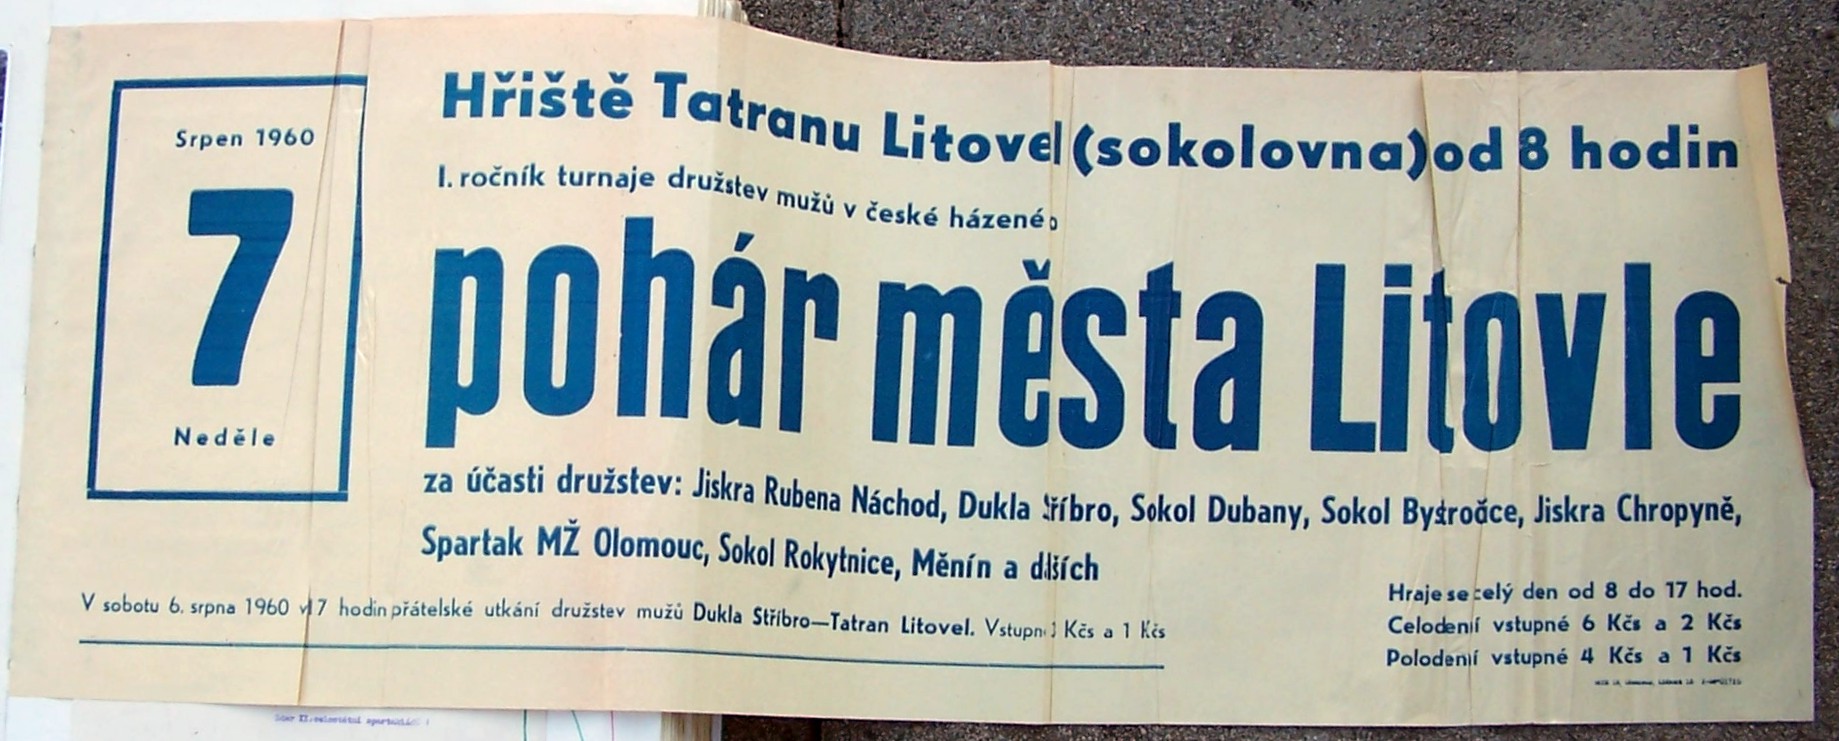 Srpen 1960
7
Neděle
Hřiště Tatranu Litovel (sokolovna) od 8 hodin
I. ročník turnaje družstev mužů v české házené o
pohár města Litovle
za účasti družstev: Jiskra Rubena Náchod, Dukla Stříbro, Sokol Dubany, Sokol Bystročice, Jiskra Chropyně,
Spartak MŽ Olomouc, Sokol Rokytnice, Měnín a dalších
V sobotu 6. srpna 1960 v 17 hodin přátelské utkání družstev mužů Dukla Stříbro—Tatran Litovel. Vstupné Kčs a 1 Kčs
Hraje se celý den od 8 do 17 hod.
Celodenní vstupné 6 Kčs a 2 Kčs
Polodenní vstupné 4 Kčs a 1 Kčs